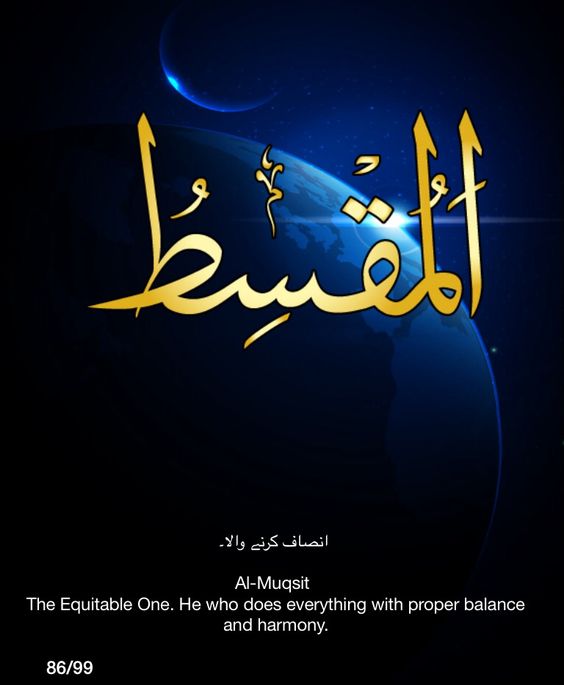 اَلْمُقْسِطُ
انصاف کرنے والا۔
Al-Muqsit
The Equitable One. He who does everything with proper balance
and harmony.
86/99